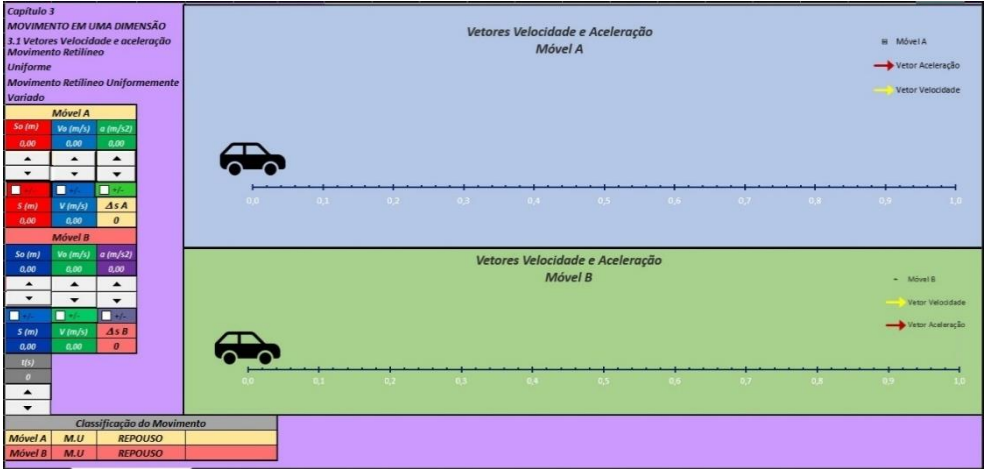 Capítulo 3
MOVIMENTO EM UMA DIMENSÃO
3.1 Vetores Velocidade e aceleração
Movimento Retilíneo
Uniforme
Movimento Retilíneo Uniformemente
Variado
Móvel A
So (m) Vo (m/s) a (m/s2)
0,00 0,00 0,00
+/- +/- +/-
S (m) V (m/s) Δs A
0,00 0,00 0
Móvel B
So (m) Vo (m/s) a (m/s2)
0,00 0,00 0,00
+/- +/- +/-
S (m) V (m/s) Δs B
0,00 0,00 0
t(s)
0
Vetores Velocidade e Aceleração
Móvel A
Móvel A
Vetor Aceleração
Vetor Velocidade
0,0 0,1 0,2 0,3 0,4 0,5 0,6 0,7 0,8 0,9 1,0
Vetores Velocidade e Aceleração
Móvel B
Móvel B
Vetor Velocidade
Vetor Aceleração
0,0 0,1 0,2 0,3 0,4 0,5 0,6 0,7 0,8 0,9 1,0
Classificação do Movimento
Móvel A M.U REPOUSO
Móvel B M.U REPOUSO